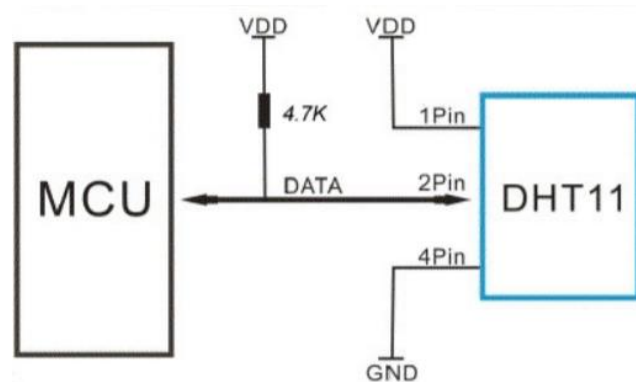 VDD
VDD
4.7K
1Pin
MCU
DATA
2Pin
DHT11
4Pin
GND